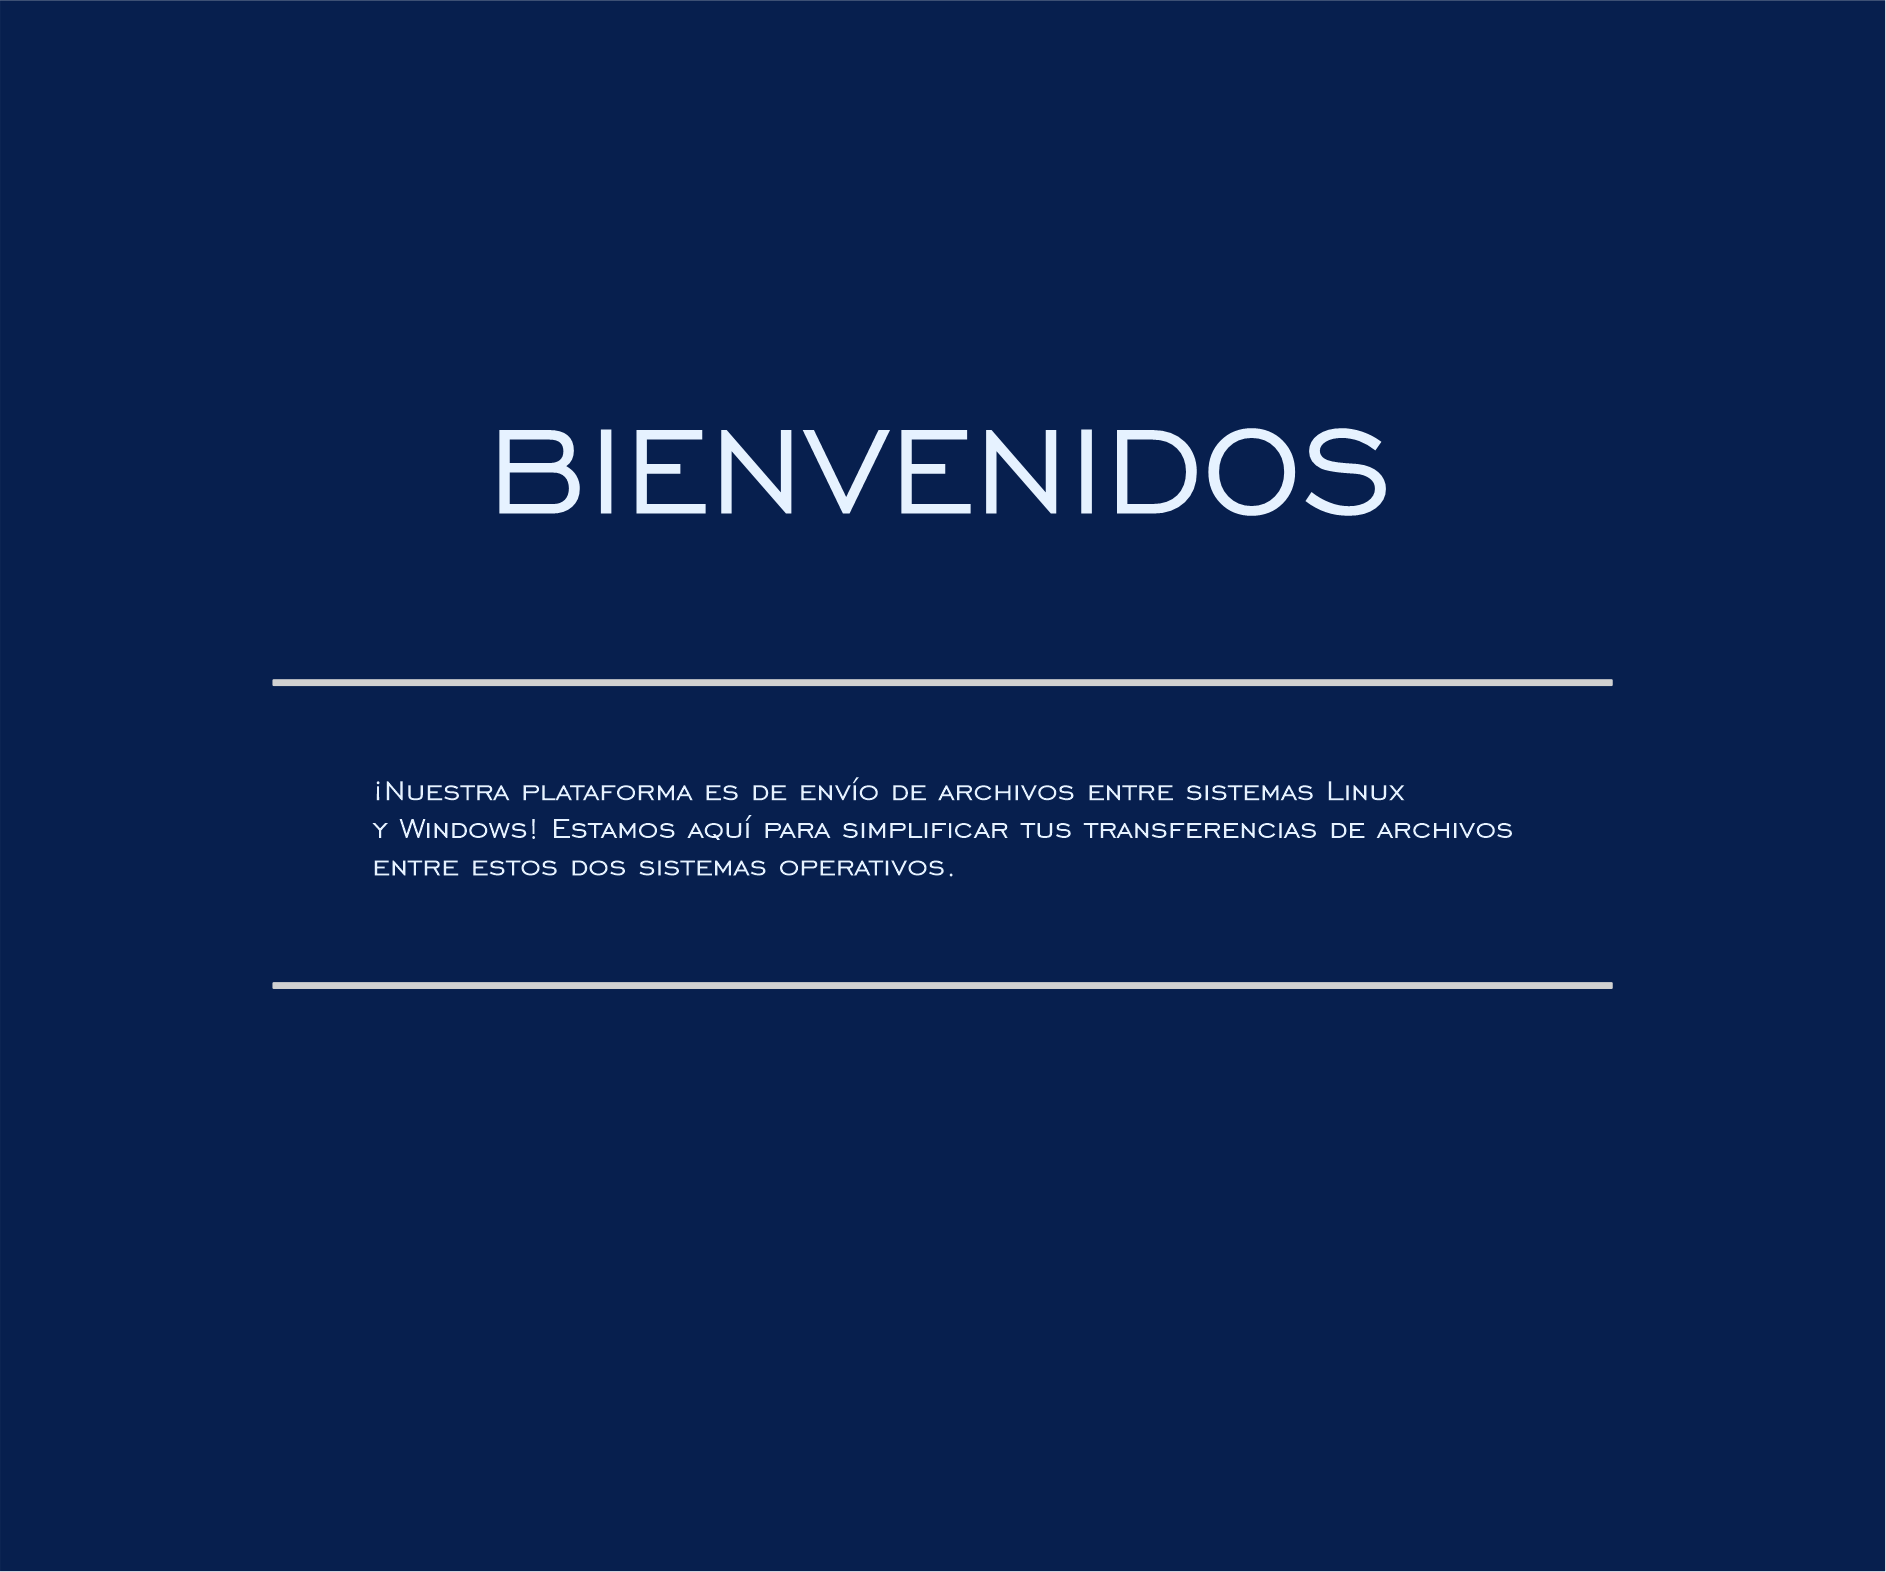 BIENVENIDOS
¡Nuestra plataforma es de envío de archivos entre sistemas Linux
y Windows! Estamos aquí para simplificar tus transferencias de archivos
entre estos dos sistemas operativos.